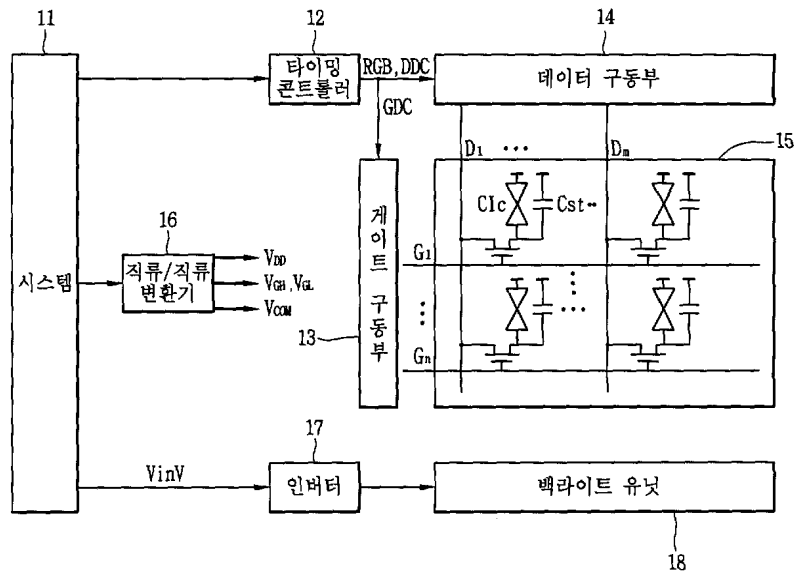 11
12
14
타이밍
콘트롤러
RGB,DDC
데이터 구동부
GDC
15
D1 ··· Dm
Clc
Cst··
게이트 구동부
G1
16
시스템
직류/직류
변환기
VDD
VGH,VGL
VCOM
13
Gn
17
VinV
인버터
백라이트 유닛
18